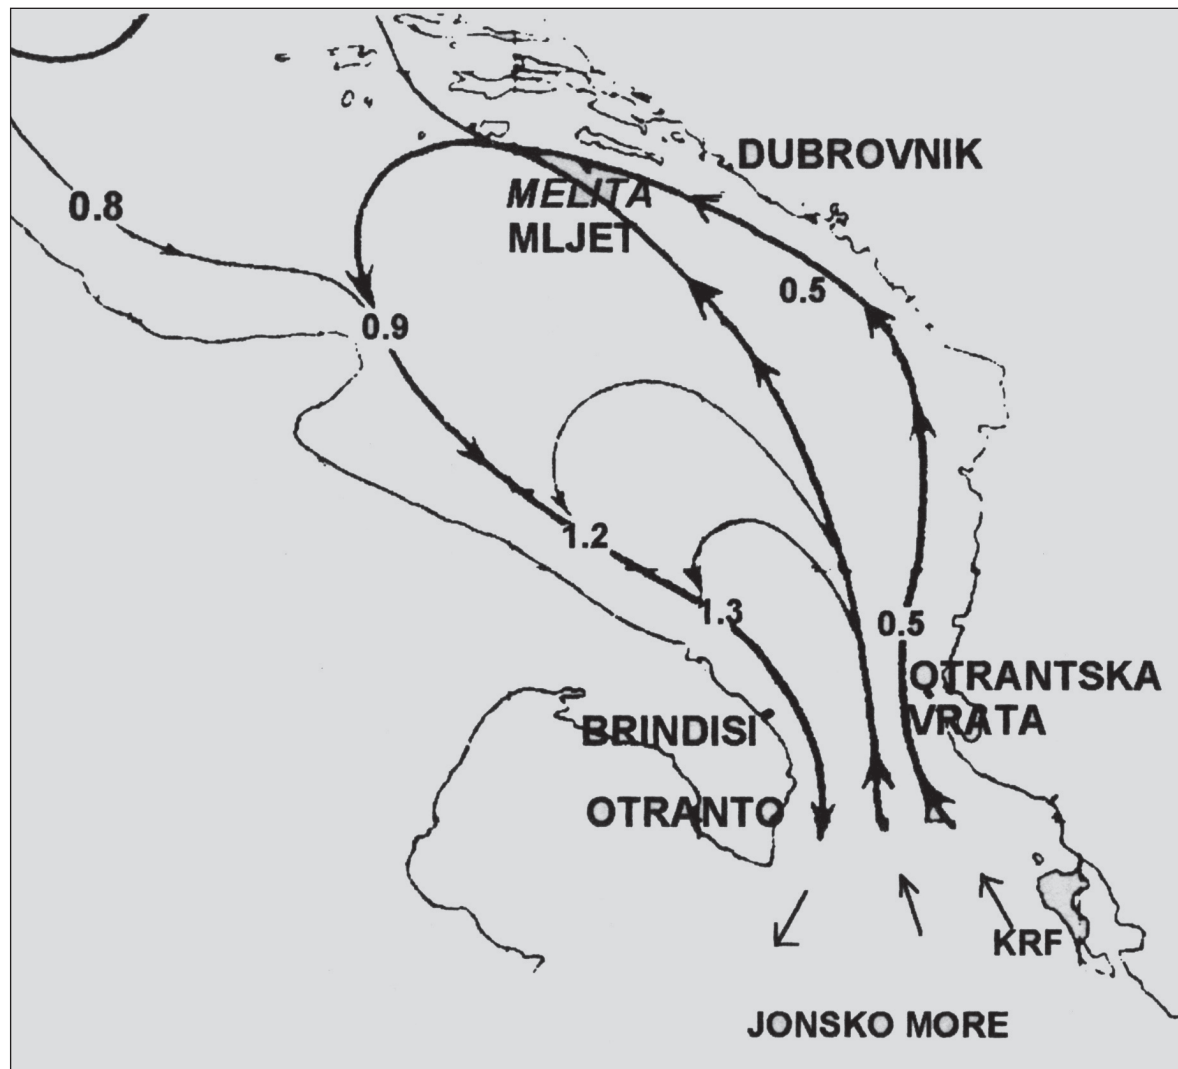 DUBROVNIK
MELITA
MLJET
0.8
0.5
0.9
1.2
1.3
0.5
OTRANTSKA
VRATA
BRINDISI
OTRANTO
KRF
JONSKO MORE